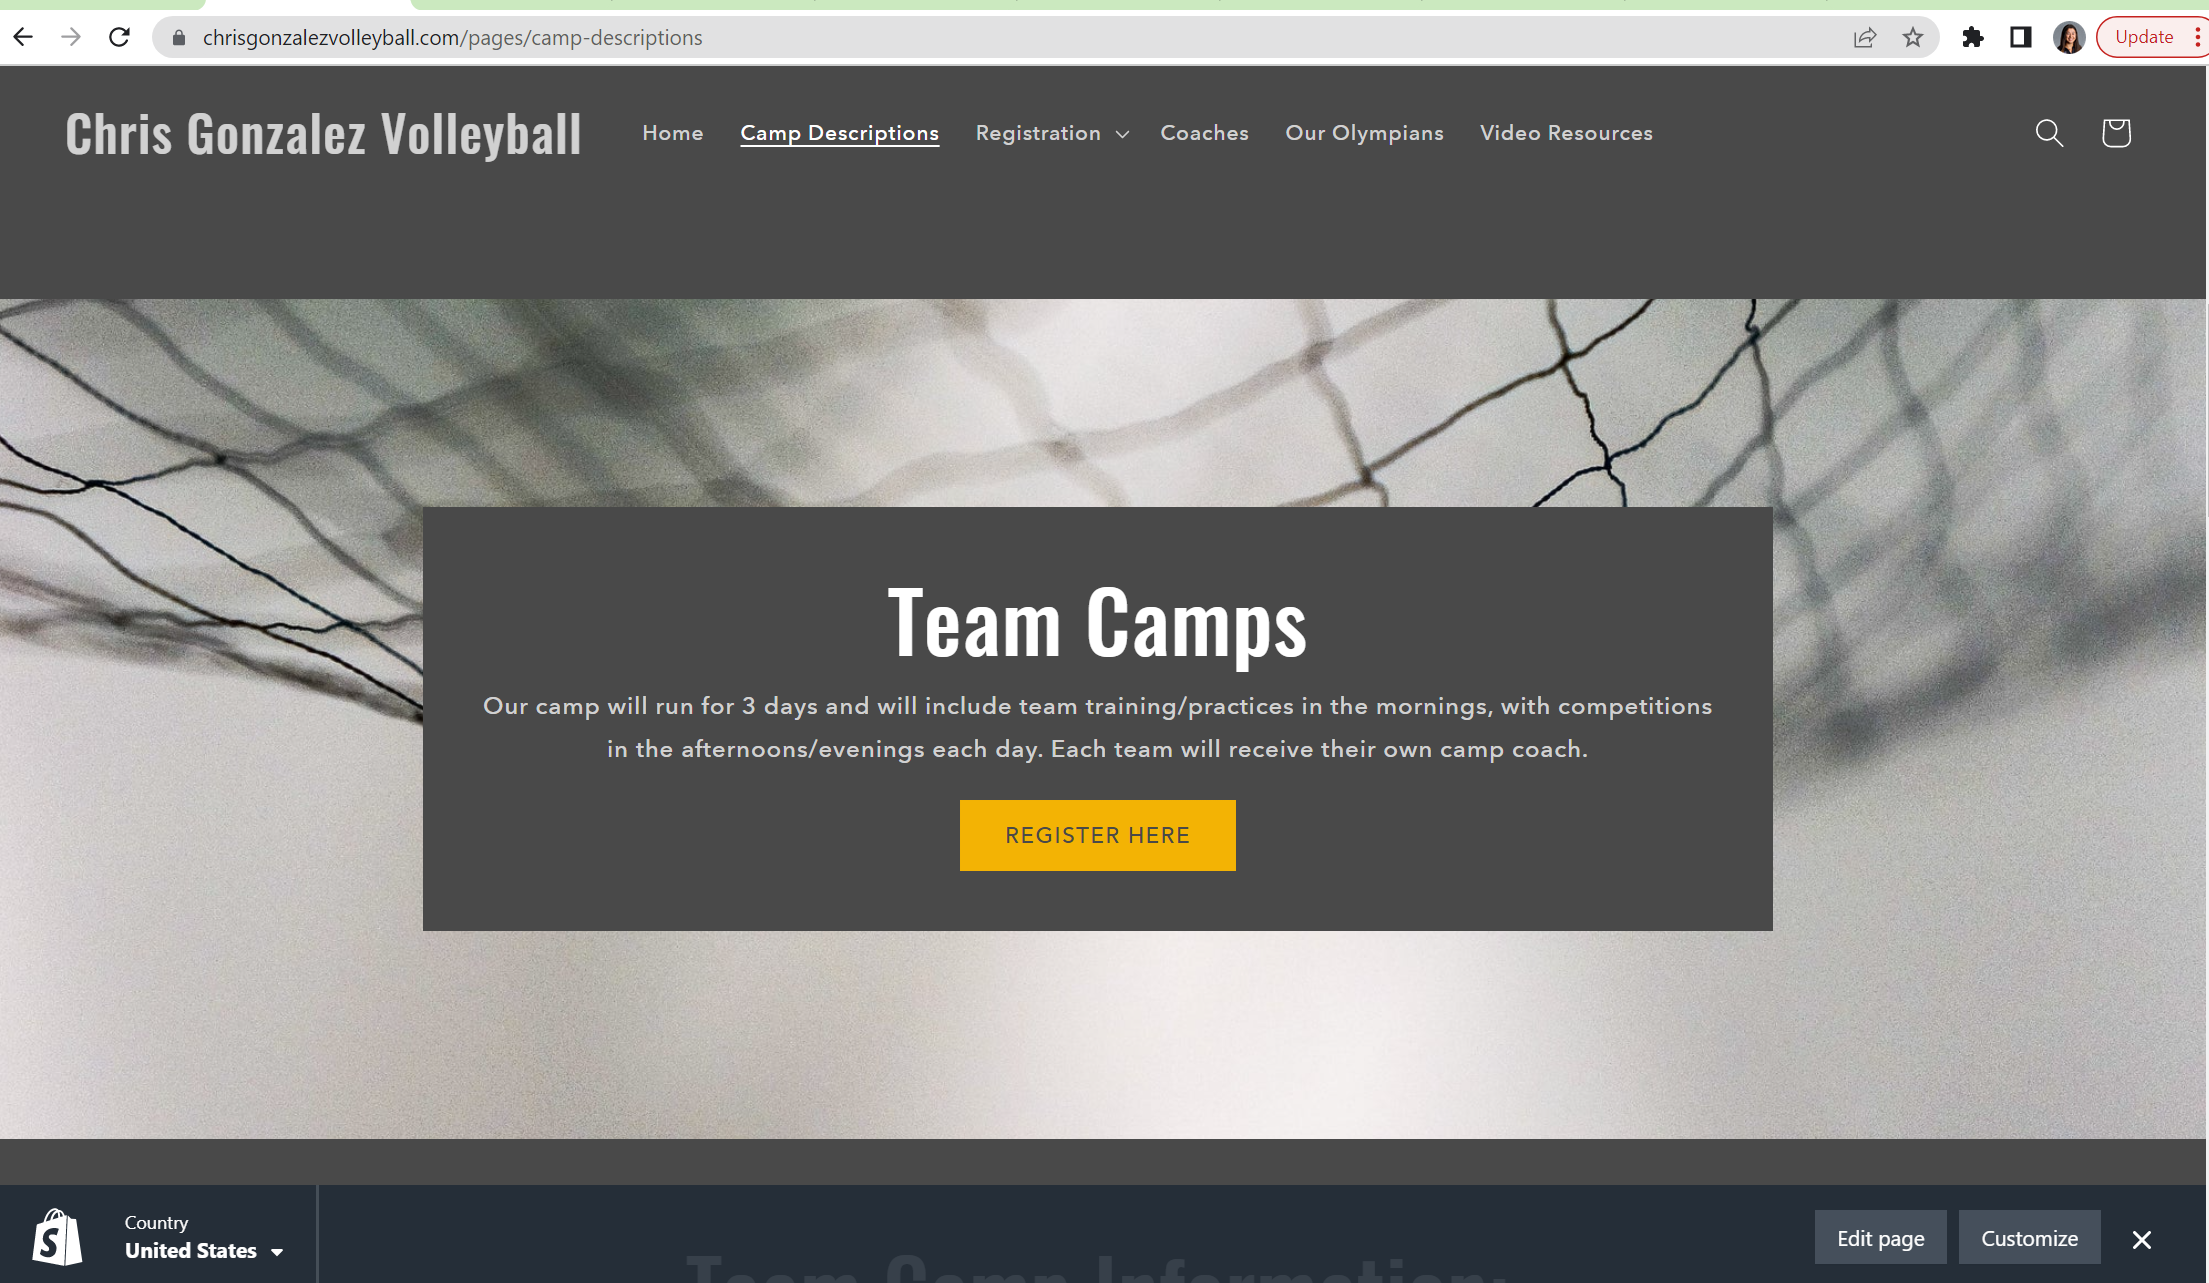 chrisgonzalezvolleyball.com/pages/camp-descriptions
Update
Chris Gonzalez Volleyball
Home
Camp Descriptions
Registration
Coaches
Our Olympians
Video Resources
Team Camps
Our camp will run for 3 days and will include team training/practices in the mornings, with competitions
in the afternoons/evenings each day. Each team will receive their own camp coach.
REGISTER HERE
S
Country
United States
Team Camp Information:
Edit page
Customize